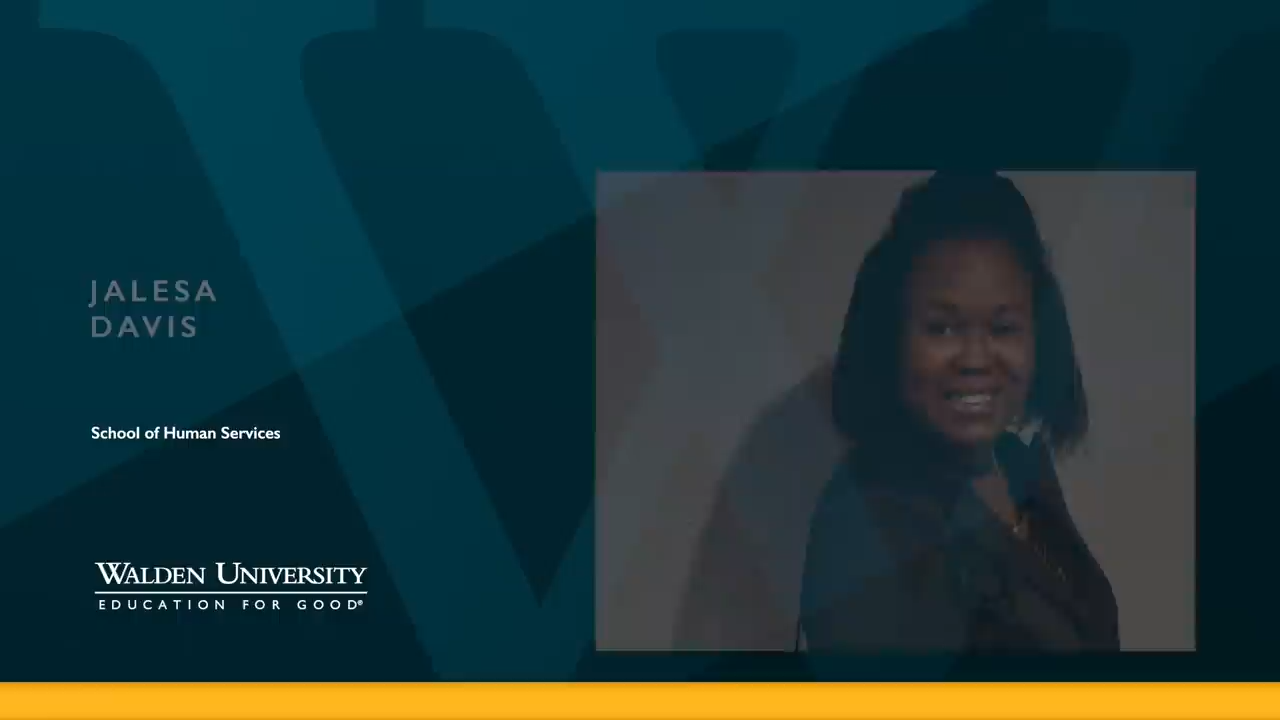 JALESA
DAVIS
School of Human Services
WALDEN UNIVERSITY
EDUCATION FOR GOOD®